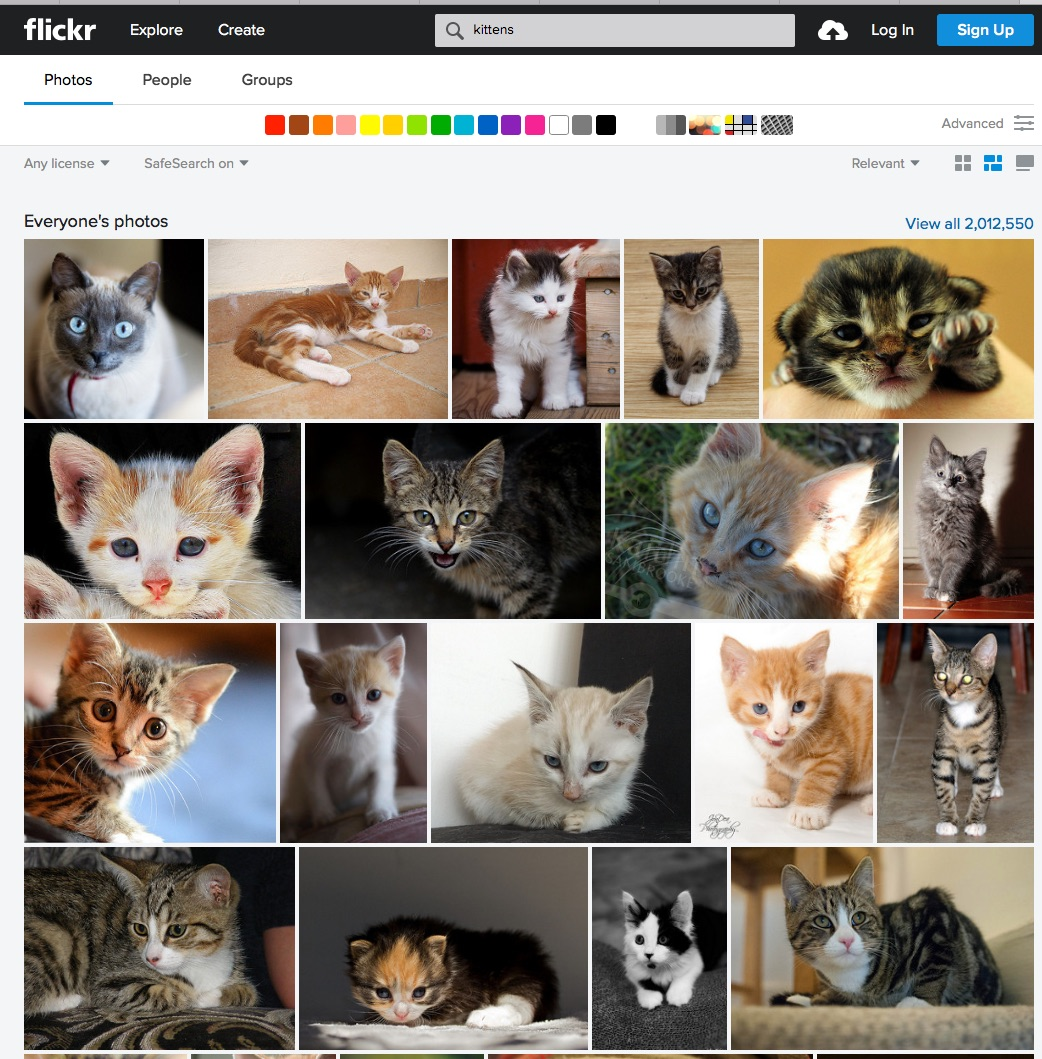 flickr Explore Create kittens Log In Sign Up
Photos People Groups
Advanced
Any license SafeSearch on Relevant
Everyone's photos View all 2,012,550
Photography